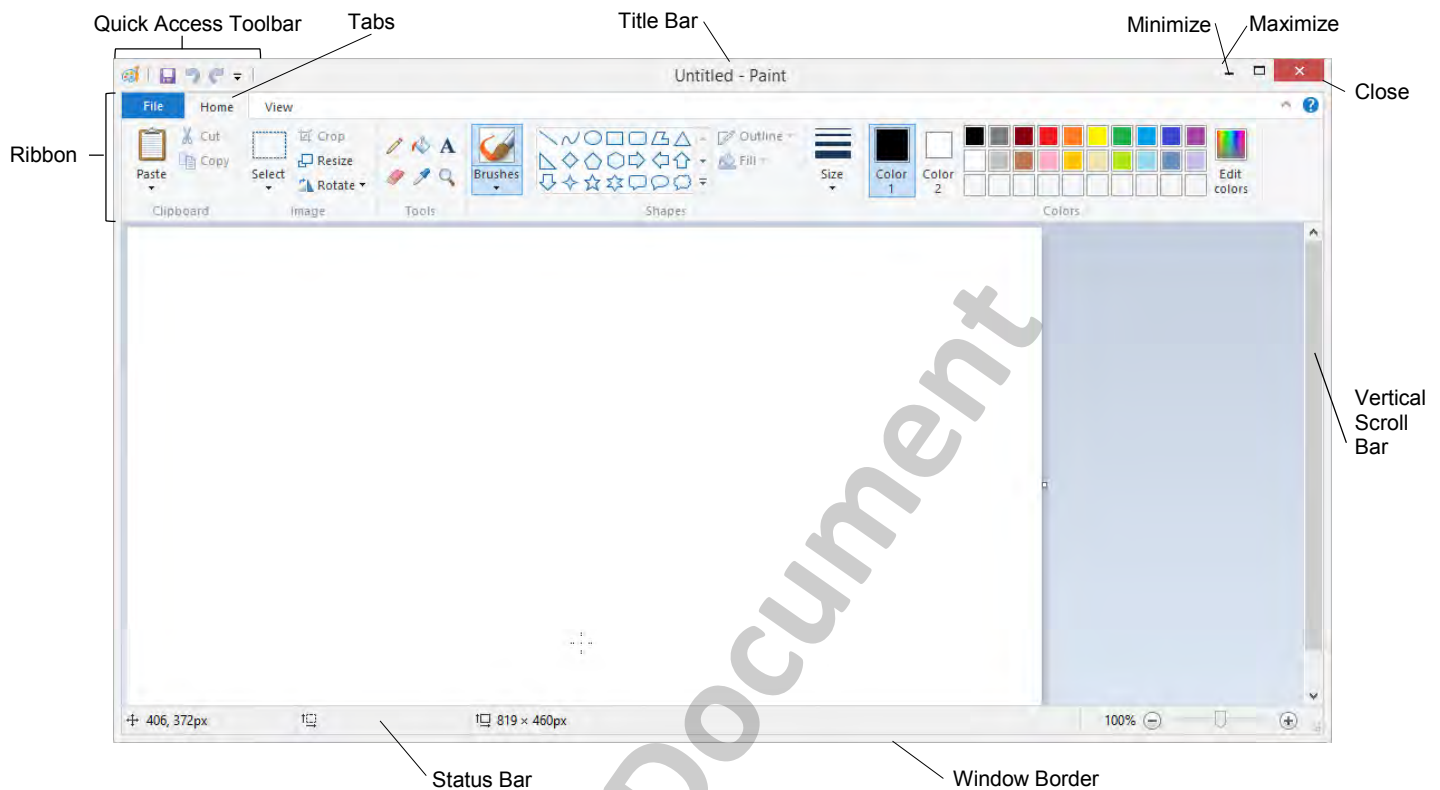 Quick Access Toolbar
Tabs
Title Bar
Minimize
Maximize
Untitled - Paint
Close
File
Home
View
Ribbon
Paste
Cut
Copy
Clipboard
Select
Crop
Resize
Rotate
Image
A
Tools
Brushes
Outline
Fill
Shapes
Size
Color
1
Color
2
Edit
colors
Colors
?
Vertical
Scroll
Bar
406, 372px
819 × 460px
100%
Status Bar
Window Border
Document